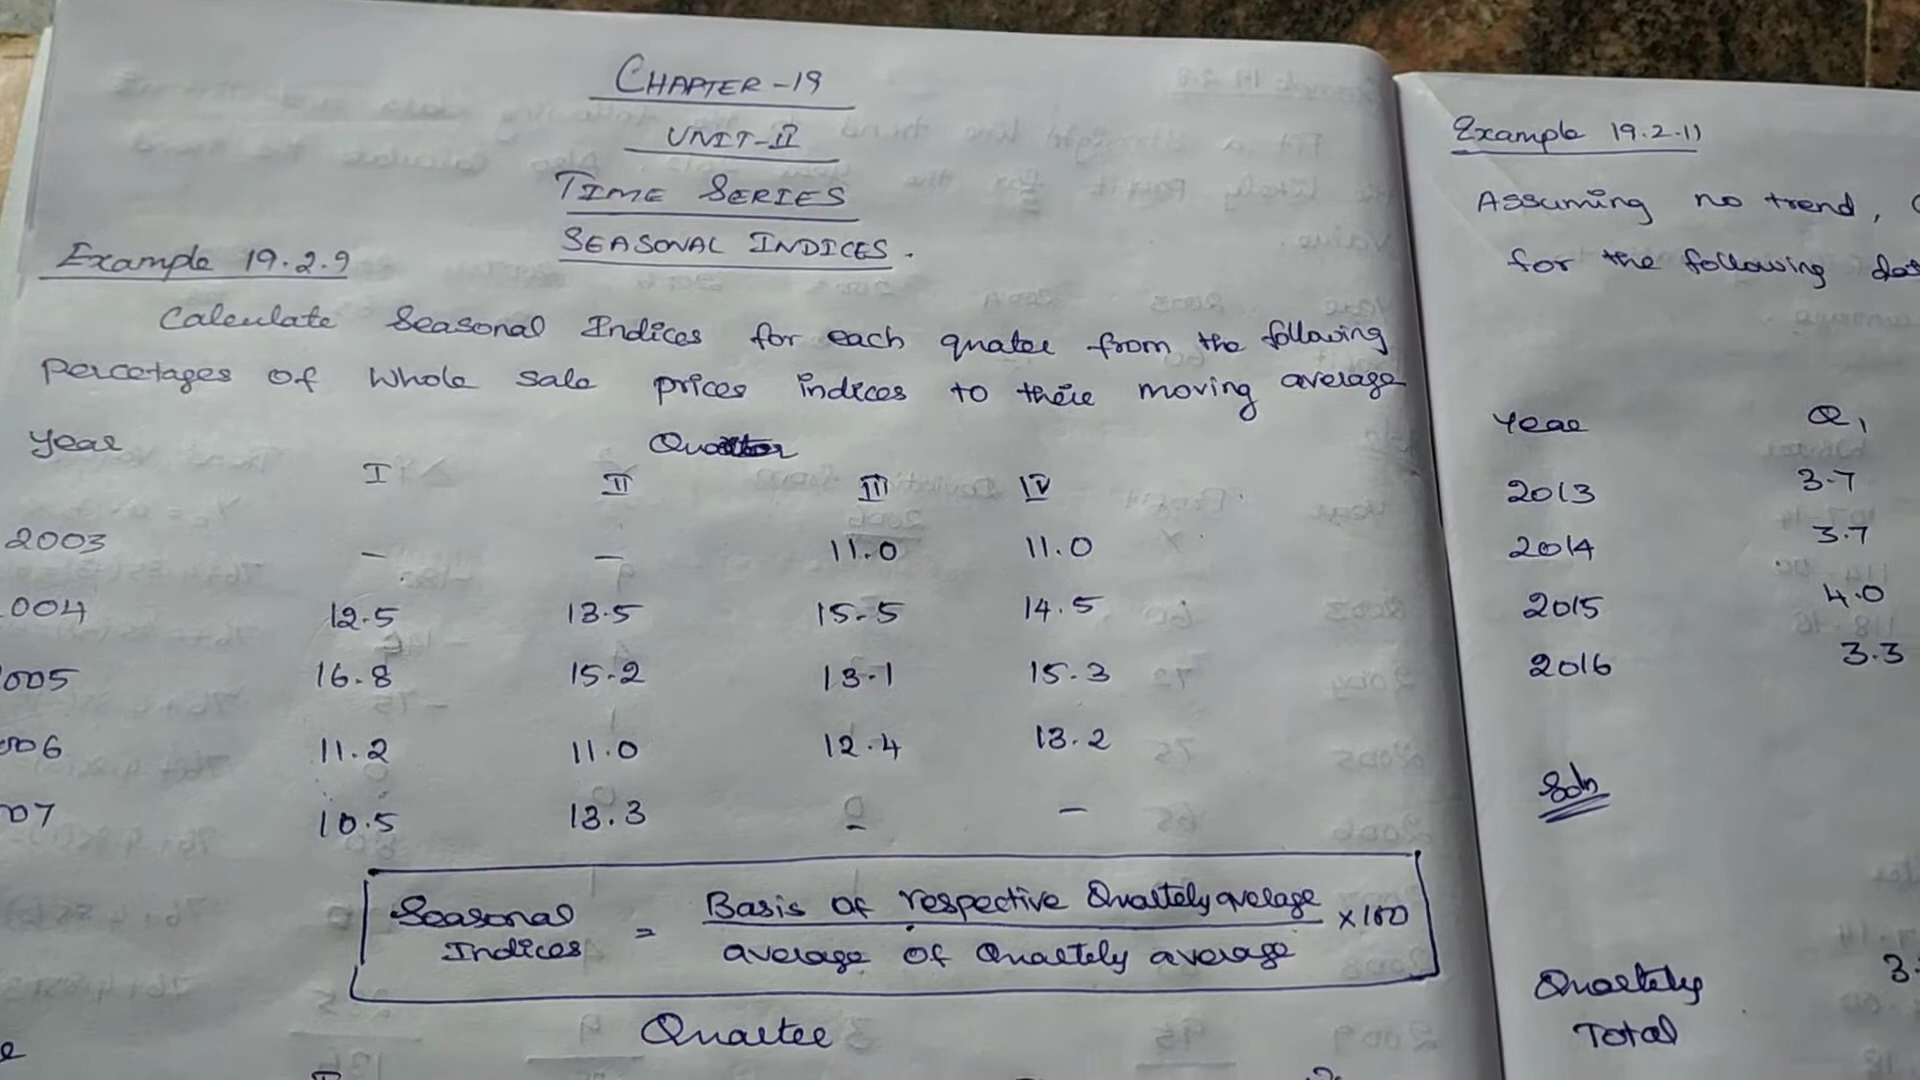 CHAPTER-19
UNIT-II
TIME SERIES
SEASONAL INDICES.
Example 19.2.9
Calculate Seasonal Indices for each quater from the following
Percetages of Whole sale prices indices to there moving average
Year Quarter
I II III IV
2003 – – 11.0 11.0
004 12.5 13.5 15.5 14.5
005 16.8 15.2 13.1 15.3
06 11.2 11.0 12.4 13.2
07 10.5 13.3 – –
Seasonal Indices = Basis of respective Quartely average / average of Quartely average ×100
Quarter
Example 19.2.11
Assuming no trend,
for the following
Year Q1
2013 3.7
2014 3.7
2015 4.0
2016 3.3
Soln
Quartely 3.
Total